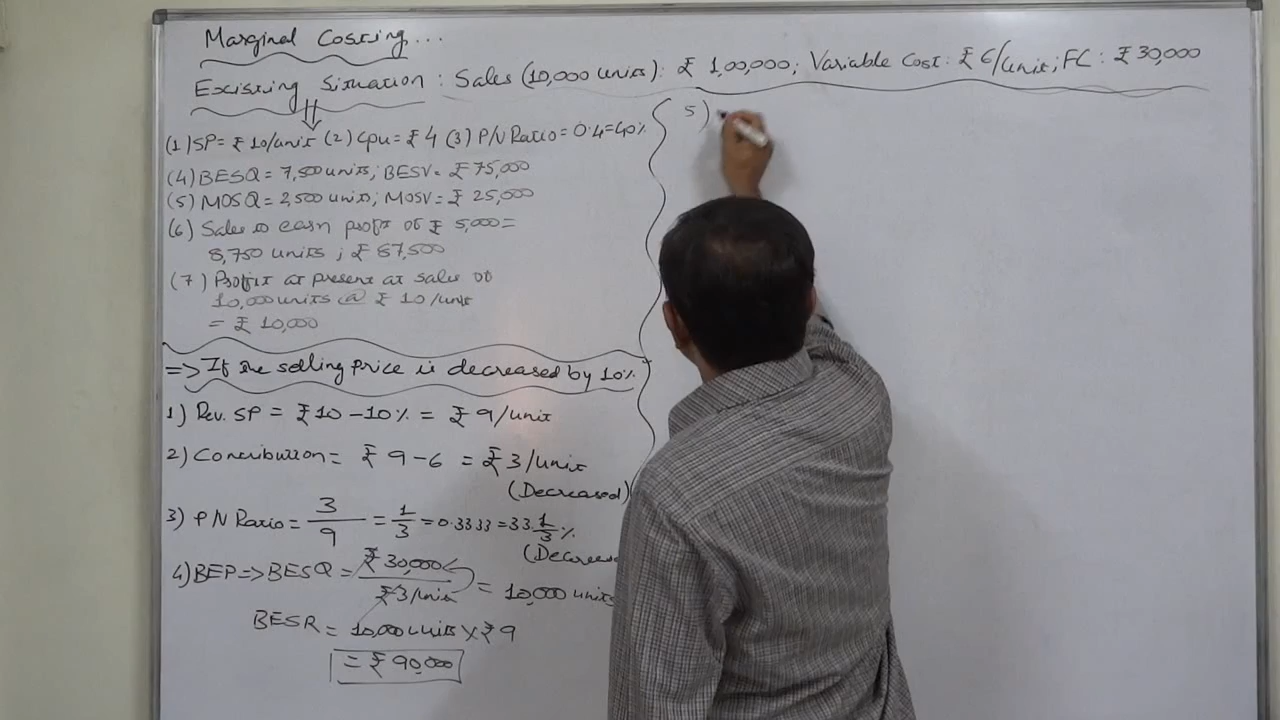 Marginal Costing...
Existing Situation : Sales (10,000 units): ₹ 1,00,000; Variable Cost: ₹ 6/unit; FC: ₹ 30,000
(1) SP = ₹ 10/unit (2) Cpu = ₹ 4 (3) P/V Ratio = 0.4 = 40%
(4) BESQ = 7,500 units; BESV = ₹ 75,000
(5) MOSQ = 2,500 units; MOSV = ₹ 25,000
(6) Sales to earn profit of ₹ 5,000 =
8,750 units ; ₹ 87,500
(7) Profit at present at sales of
10,000 units @ ₹ 10/unit
= ₹ 10,000
=> If the selling price is decreased by 10%
1) Rev. SP = ₹ 10 - 10% = ₹ 9/unit
2) Contribution = ₹ 9 - 6 = ₹ 3/unit
(Decreased)
3) P/V Ratio = 3/9 = 1/3 = 0.3333 = 33 1/3 %
(Decrease
4) BEP => BESQ = ₹ 30,000 / ₹ 3/unit = 10,000 units
BESR = 10,000 units × ₹ 9
= ₹ 90,000
5)